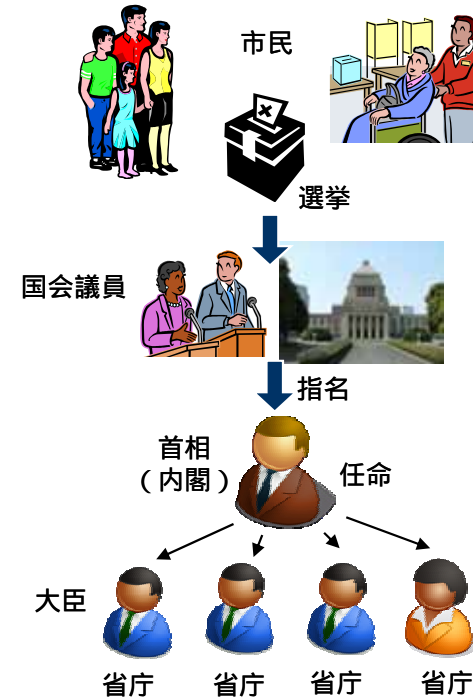 市民
選挙
国会議員
指名
首相
(内閣)
任命
大臣
省庁 省庁 省庁 省庁